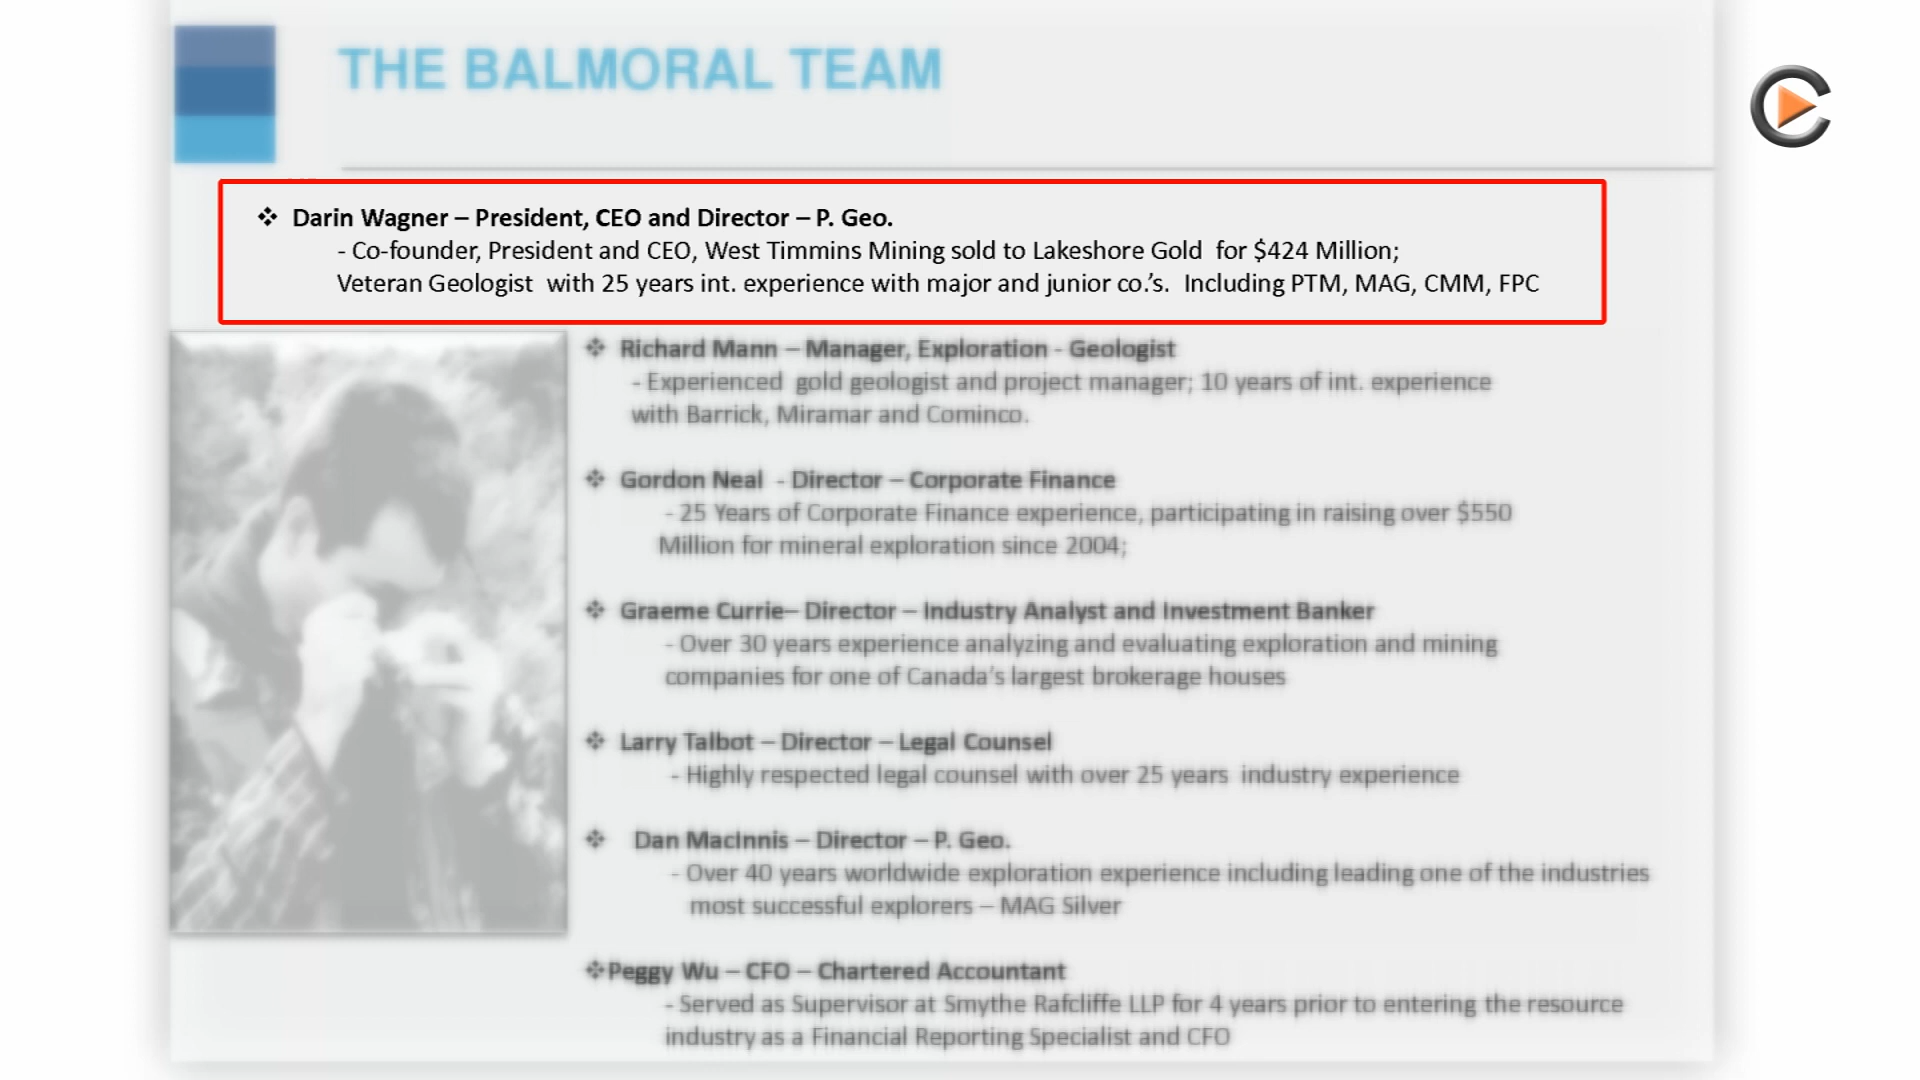 THE BALMORAL TEAM
❖ Darin Wagner – President, CEO and Director – P. Geo.
- Co-founder, President and CEO, West Timmins Mining sold to Lakeshore Gold for $424 Million;
Veteran Geologist with 25 years int. experience with major and junior co.'s. Including PTM, MAG, CMM, FPC
❖ Richard Mann – Manager, Exploration - Geologist
- Experienced gold geologist and project manager; 10 years of int. experience
with Barrick, Miramar and Cominco.
❖ Gordon Neal - Director – Corporate Finance
- 25 Years of Corporate Finance experience, participating in raising over $550
Million for mineral exploration since 2004;
❖ Graeme Currie– Director – Industry Analyst and Investment Banker
- Over 30 years experience analyzing and evaluating exploration and mining
companies for one of Canada's largest brokerage houses
❖ Larry Talbot – Director – Legal Counsel
- Highly respected legal counsel with over 25 years industry experience
❖ Dan MacInnis – Director – P. Geo.
- Over 40 years worldwide exploration experience including leading one of the industries
most successful explorers – MAG Silver
❖Peggy Wu – CFO – Chartered Accountant
- Served as Supervisor at Smythe Rafcliffe LLP for 4 years prior to entering the resource
industry as a Financial Reporting Specialist and CFO